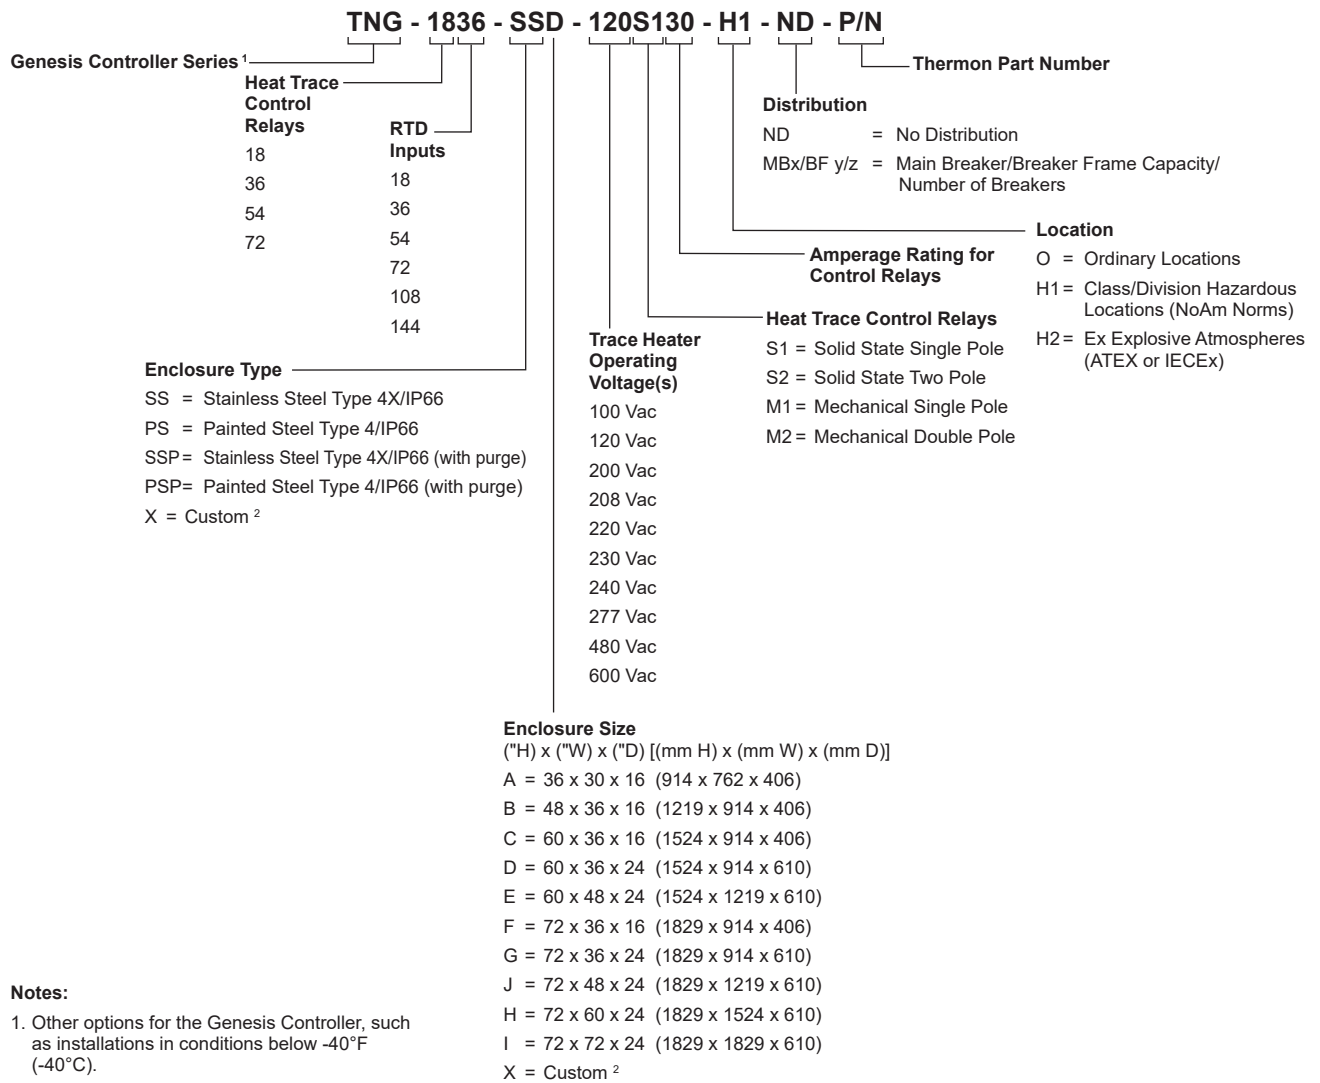 TNG - 1836 - SSD - 120S130 - H1 - ND - P/N
Genesis Controller Series 1
Thermon Part Number
Heat Trace
Control
Relays
18
36
54
72
RTD
Inputs
18
36
54
72
108
144
Distribution
ND = No Distribution
MBx/BF y/z = Main Breaker/Breaker Frame Capacity/
Number of Breakers
Location
O = Ordinary Locations
H1 = Class/Division Hazardous
Locations (NoAm Norms)
H2 = Ex Explosive Atmospheres
(ATEX or IECEx)
Amperage Rating for
Control Relays
Heat Trace Control Relays
S1 = Solid State Single Pole
S2 = Solid State Two Pole
M1 = Mechanical Single Pole
M2 = Mechanical Double Pole
Trace Heater
Operating
Voltage(s)
100 Vac
120 Vac
200 Vac
208 Vac
220 Vac
230 Vac
240 Vac
277 Vac
480 Vac
600 Vac
Enclosure Type
SS = Stainless Steel Type 4X/IP66
PS = Painted Steel Type 4/IP66
SSP = Stainless Steel Type 4X/IP66 (with purge)
PSP = Painted Steel Type 4/IP66 (with purge)
X = Custom 2
Enclosure Size
("H) x ("W) x ("D) [(mm H) x (mm W) x (mm D)]
A = 36 x 30 x 16 (914 x 762 x 406)
B = 48 x 36 x 16 (1219 x 914 x 406)
C = 60 x 36 x 16 (1524 x 914 x 406)
D = 60 x 36 x 24 (1524 x 914 x 610)
E = 60 x 48 x 24 (1524 x 1219 x 610)
F = 72 x 36 x 16 (1829 x 914 x 406)
G = 72 x 36 x 24 (1829 x 914 x 610)
J = 72 x 48 x 24 (1829 x 1219 x 610)
H = 72 x 60 x 24 (1829 x 1524 x 610)
I = 72 x 72 x 24 (1829 x 1829 x 610)
X = Custom 2
Notes:
1. Other options for the Genesis Controller, such
as installations in conditions below -40°F
(-40°C).